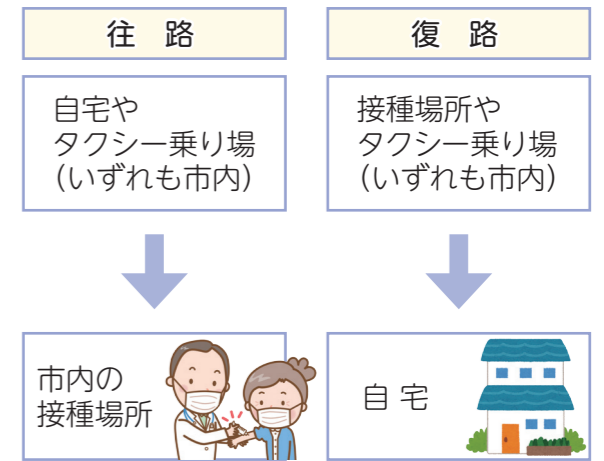 往 路
自宅や
タクシー乗り場
(いずれも市内)
市内の
接種場所
復 路
接種場所や
タクシー乗り場
(いずれも市内)
自 宅